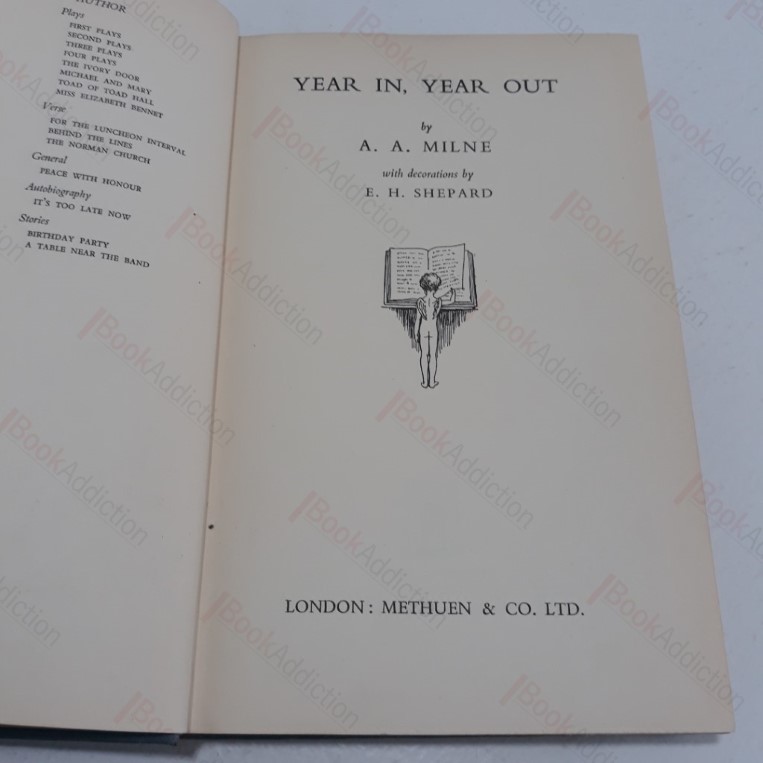 AUTHOR
Plays
FIRST PLAYS
SECOND PLAYS
THREE PLAYS
FOUR PLAYS
THE IVORY DOOR
MICHAEL AND MARY
TOAD OF TOAD HALL
MISS ELIZABETH BENNET
Verse
FOR THE LUNCHEON INTERVAL
BEHIND THE LINES
THE NORMAN CHURCH
General
PEACE WITH HONOUR
Autobiography
IT'S TOO LATE NOW
Stories
BIRTHDAY PARTY
A TABLE NEAR THE BAND
YEAR IN, YEAR OUT
by
A. A. MILNE
with decorations by
E. H. SHEPARD
LONDON: METHUEN & CO. LTD.
BookAddiction